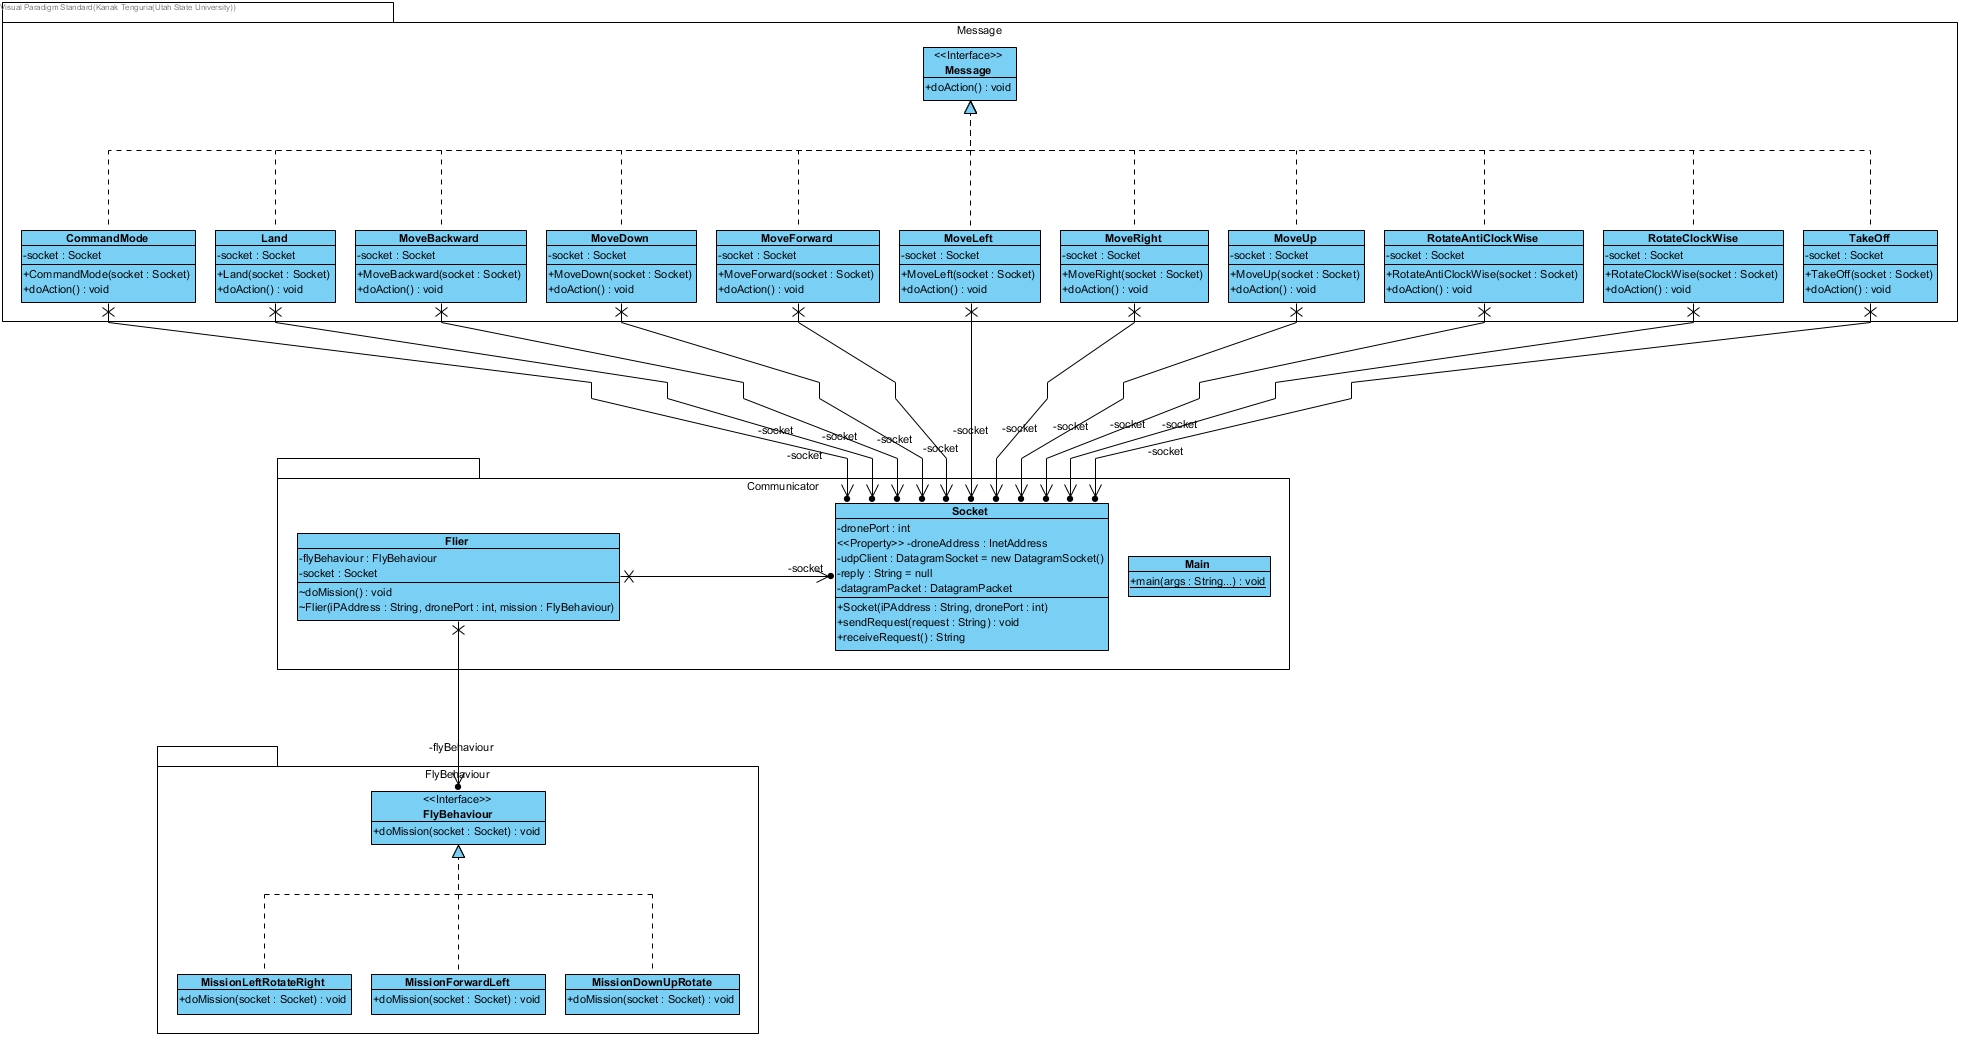 Visual Paradigm Standard(Kanak Tenguria(Utah State University))
Message
<<Interface>>
Message
+doAction() : void
CommandMode
-socket : Socket
+CommandMode(socket : Socket)
+doAction() : void
Land
-socket : Socket
+Land(socket : Socket)
+doAction() : void
MoveBackward
-socket : Socket
+MoveBackward(socket : Socket)
+doAction() : void
MoveDown
-socket : Socket
+MoveDown(socket : Socket)
+doAction() : void
MoveForward
-socket : Socket
+MoveForward(socket : Socket)
+doAction() : void
MoveLeft
-socket : Socket
+MoveLeft(socket : Socket)
+doAction() : void
MoveRight
-socket : Socket
+MoveRight(socket : Socket)
+doAction() : void
MoveUp
-socket : Socket
+MoveUp(socket : Socket)
+doAction() : void
RotateAntiClockWise
-socket : Socket
+RotateAntiClockWise(socket : Socket)
+doAction() : void
RotateClockWise
-socket : Socket
+RotateClockWise(socket : Socket)
+doAction() : void
TakeOff
-socket : Socket
+TakeOff(socket : Socket)
+doAction() : void
-socket
-socket
-socket
-socket
-socket
-socket
-socket
-socket
-socket
-socket
-socket
Communicator
Flier
-flyBehaviour : FlyBehaviour
-socket : Socket
~doMission() : void
~Flier(iPAddress : String, dronePort : int, mission : FlyBehaviour)
-socket
Socket
-dronePort : int
<<Property>> -droneAddress : InetAddress
-udpClient : DatagramSocket = new DatagramSocket()
-reply : String = null
-datagramPacket : DatagramPacket
+Socket(iPAddress : String, dronePort : int)
+sendRequest(request : String) : void
+receiveRequest() : String
Main
+main(args : String...) : void
-flyBehaviour
FlyBehaviour
<<Interface>>
FlyBehaviour
+doMission(socket : Socket) : void
MissionLeftRotateRight
+doMission(socket : Socket) : void
MissionForwardLeft
+doMission(socket : Socket) : void
MissionDownUpRotate
+doMission(socket : Socket) : void